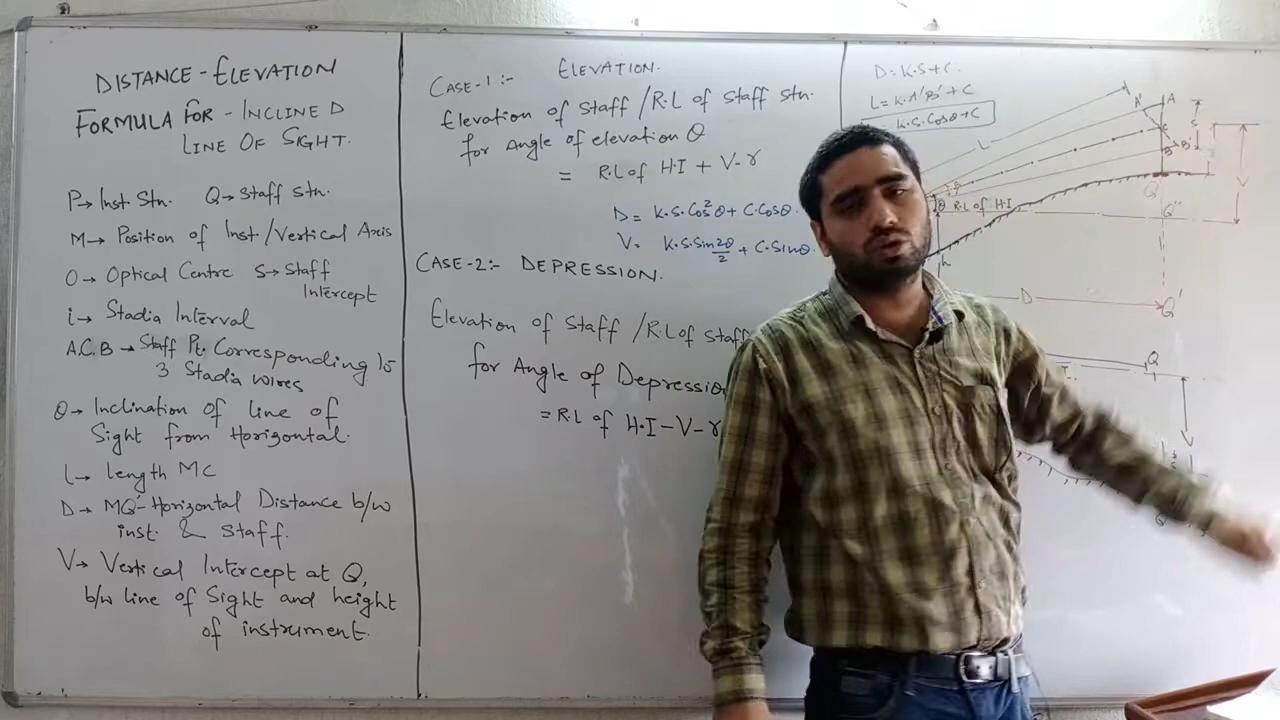 DISTANCE-ELEVATION
FORMULA FOR - INCLINED
LINE OF SIGHT.
P→ Inst. Stn. Q→ Staff stn.
M→ Position of Inst./Vertical Axis
O→ Optical Centre S→ Staff
Intercept
i→ Stadia Interval
A.C.B → Staff Pt. Corresponding to
3 Stadia wires
θ→ Inclination of line of
Sight from Horizontal.
L→ Length MC
D→ MQ'- Horizontal Distance b/w
inst. & Staff.
V→ Vertical Intercept at Q,
b/w line of Sight and height
of instrument.
ELEVATION.
CASE-1:-
Elevation of Staff /R.L of Staff Stn.
for Angle of elevation θ
= R.L of H.I + V-r
D= K.S.Cos²θ + C.Cosθ.
V= K.S.Sin2θ/2 + C.Sinθ.
CASE-2:- DEPRESSION.
Elevation of Staff /R.L of Staff
for Angle of Depression
= R.L of H.I-V-r
D=K.S+C.
L=K.A'B'+C
= K.S.Cosθ+C
L
A'
A
C
B
B'
S
V
θ
R.L of H.I
Q
Q''
h
D
Q'
Q
Q'